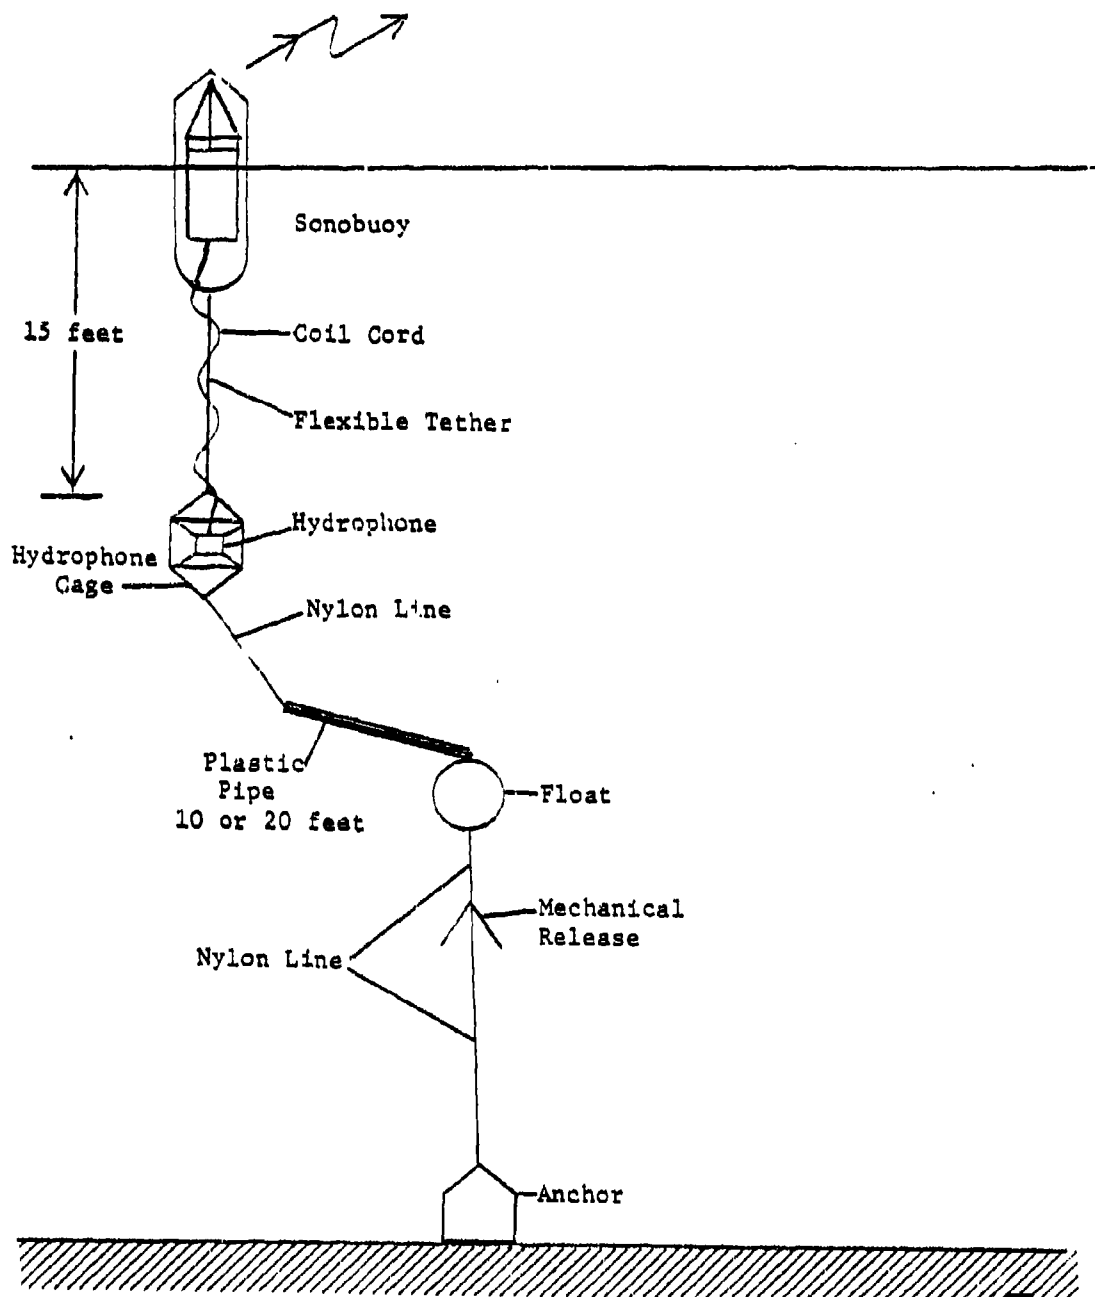 Sonobuoy
15 feet
Coil Cord
Flexible Tether
Hydrophone
Hydrophone
Cage
Nylon Line
Plastic
Pipe
10 or 20 feet
Float
Mechanical
Release
Nylon Line
Anchor